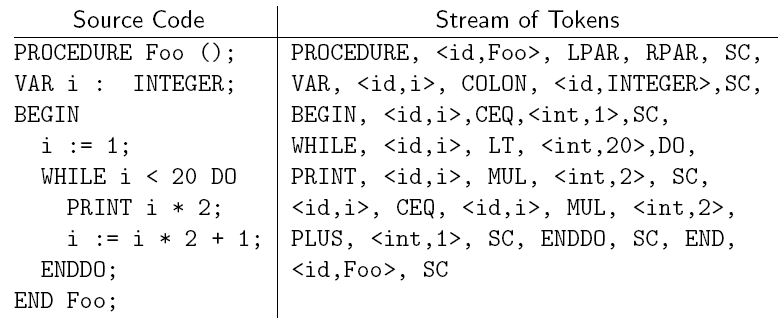 Source Code Stream of Tokens
PROCEDURE Foo (); PROCEDURE, <id,Foo>, LPAR, RPAR, SC,
VAR i : INTEGER; VAR, <id,i>, COLON, <id,INTEGER>,SC,
BEGIN BEGIN, <id,i>,CEQ,<int,1>,SC,
i := 1; WHILE, <id,i>, LT, <int,20>,DO,
WHILE i < 20 DO PRINT, <id,i>, MUL, <int,2>, SC,
PRINT i * 2; <id,i>, CEQ, <id,i>, MUL, <int,2>,
i := i * 2 + 1; PLUS, <int,1>, SC, ENDDO, SC, END,
ENDDO; <id,Foo>, SC
END Foo;